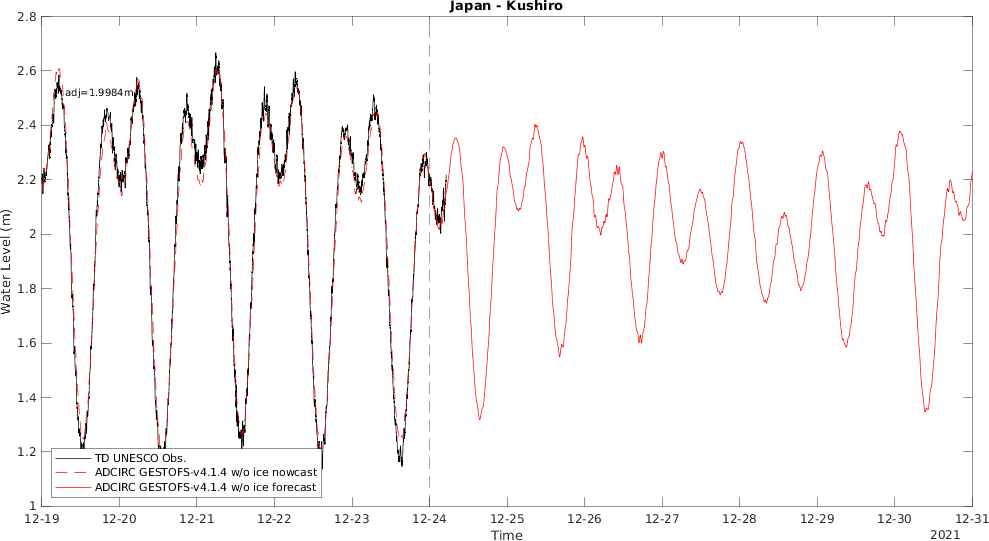 Japan - Kushiro
2.8
2.6
2.4
2.2
2
1.8
1.6
1.4
1.2
1
Water Level (m)
adj=1.9984m
TD UNESCO Obs.
ADCIRC GESTOFS-v4.1.4 w/o ice nowcast
ADCIRC GESTOFS-v4.1.4 w/o ice forecast
12-19 12-20 12-21 12-22 12-23 12-24 12-25 12-26 12-27 12-28 12-29 12-30 12-31
Time
2021